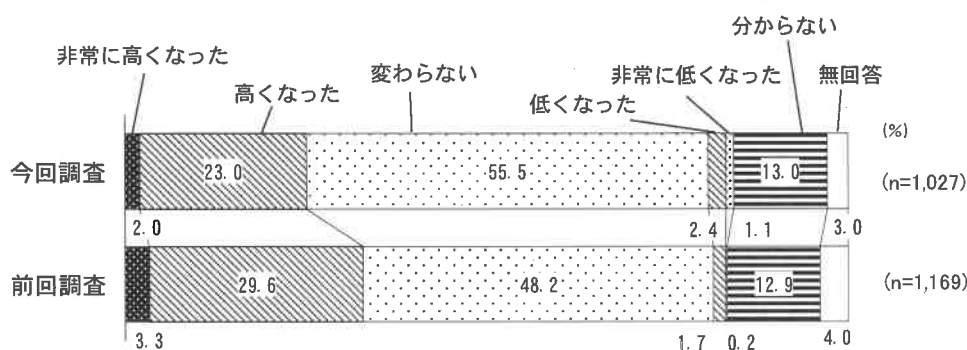 分からない
非常に高くなった
変わらない
非常に低くなった
無回答
高くなった
低くなった
(%)
今回調査
23.0
55.5
13.0
(n=1,027)
2.0
2.4
1.1
3.0
前回調査
29.6
48.2
12.9
(n=1,169)
3.3
1.7
0.2
4.0